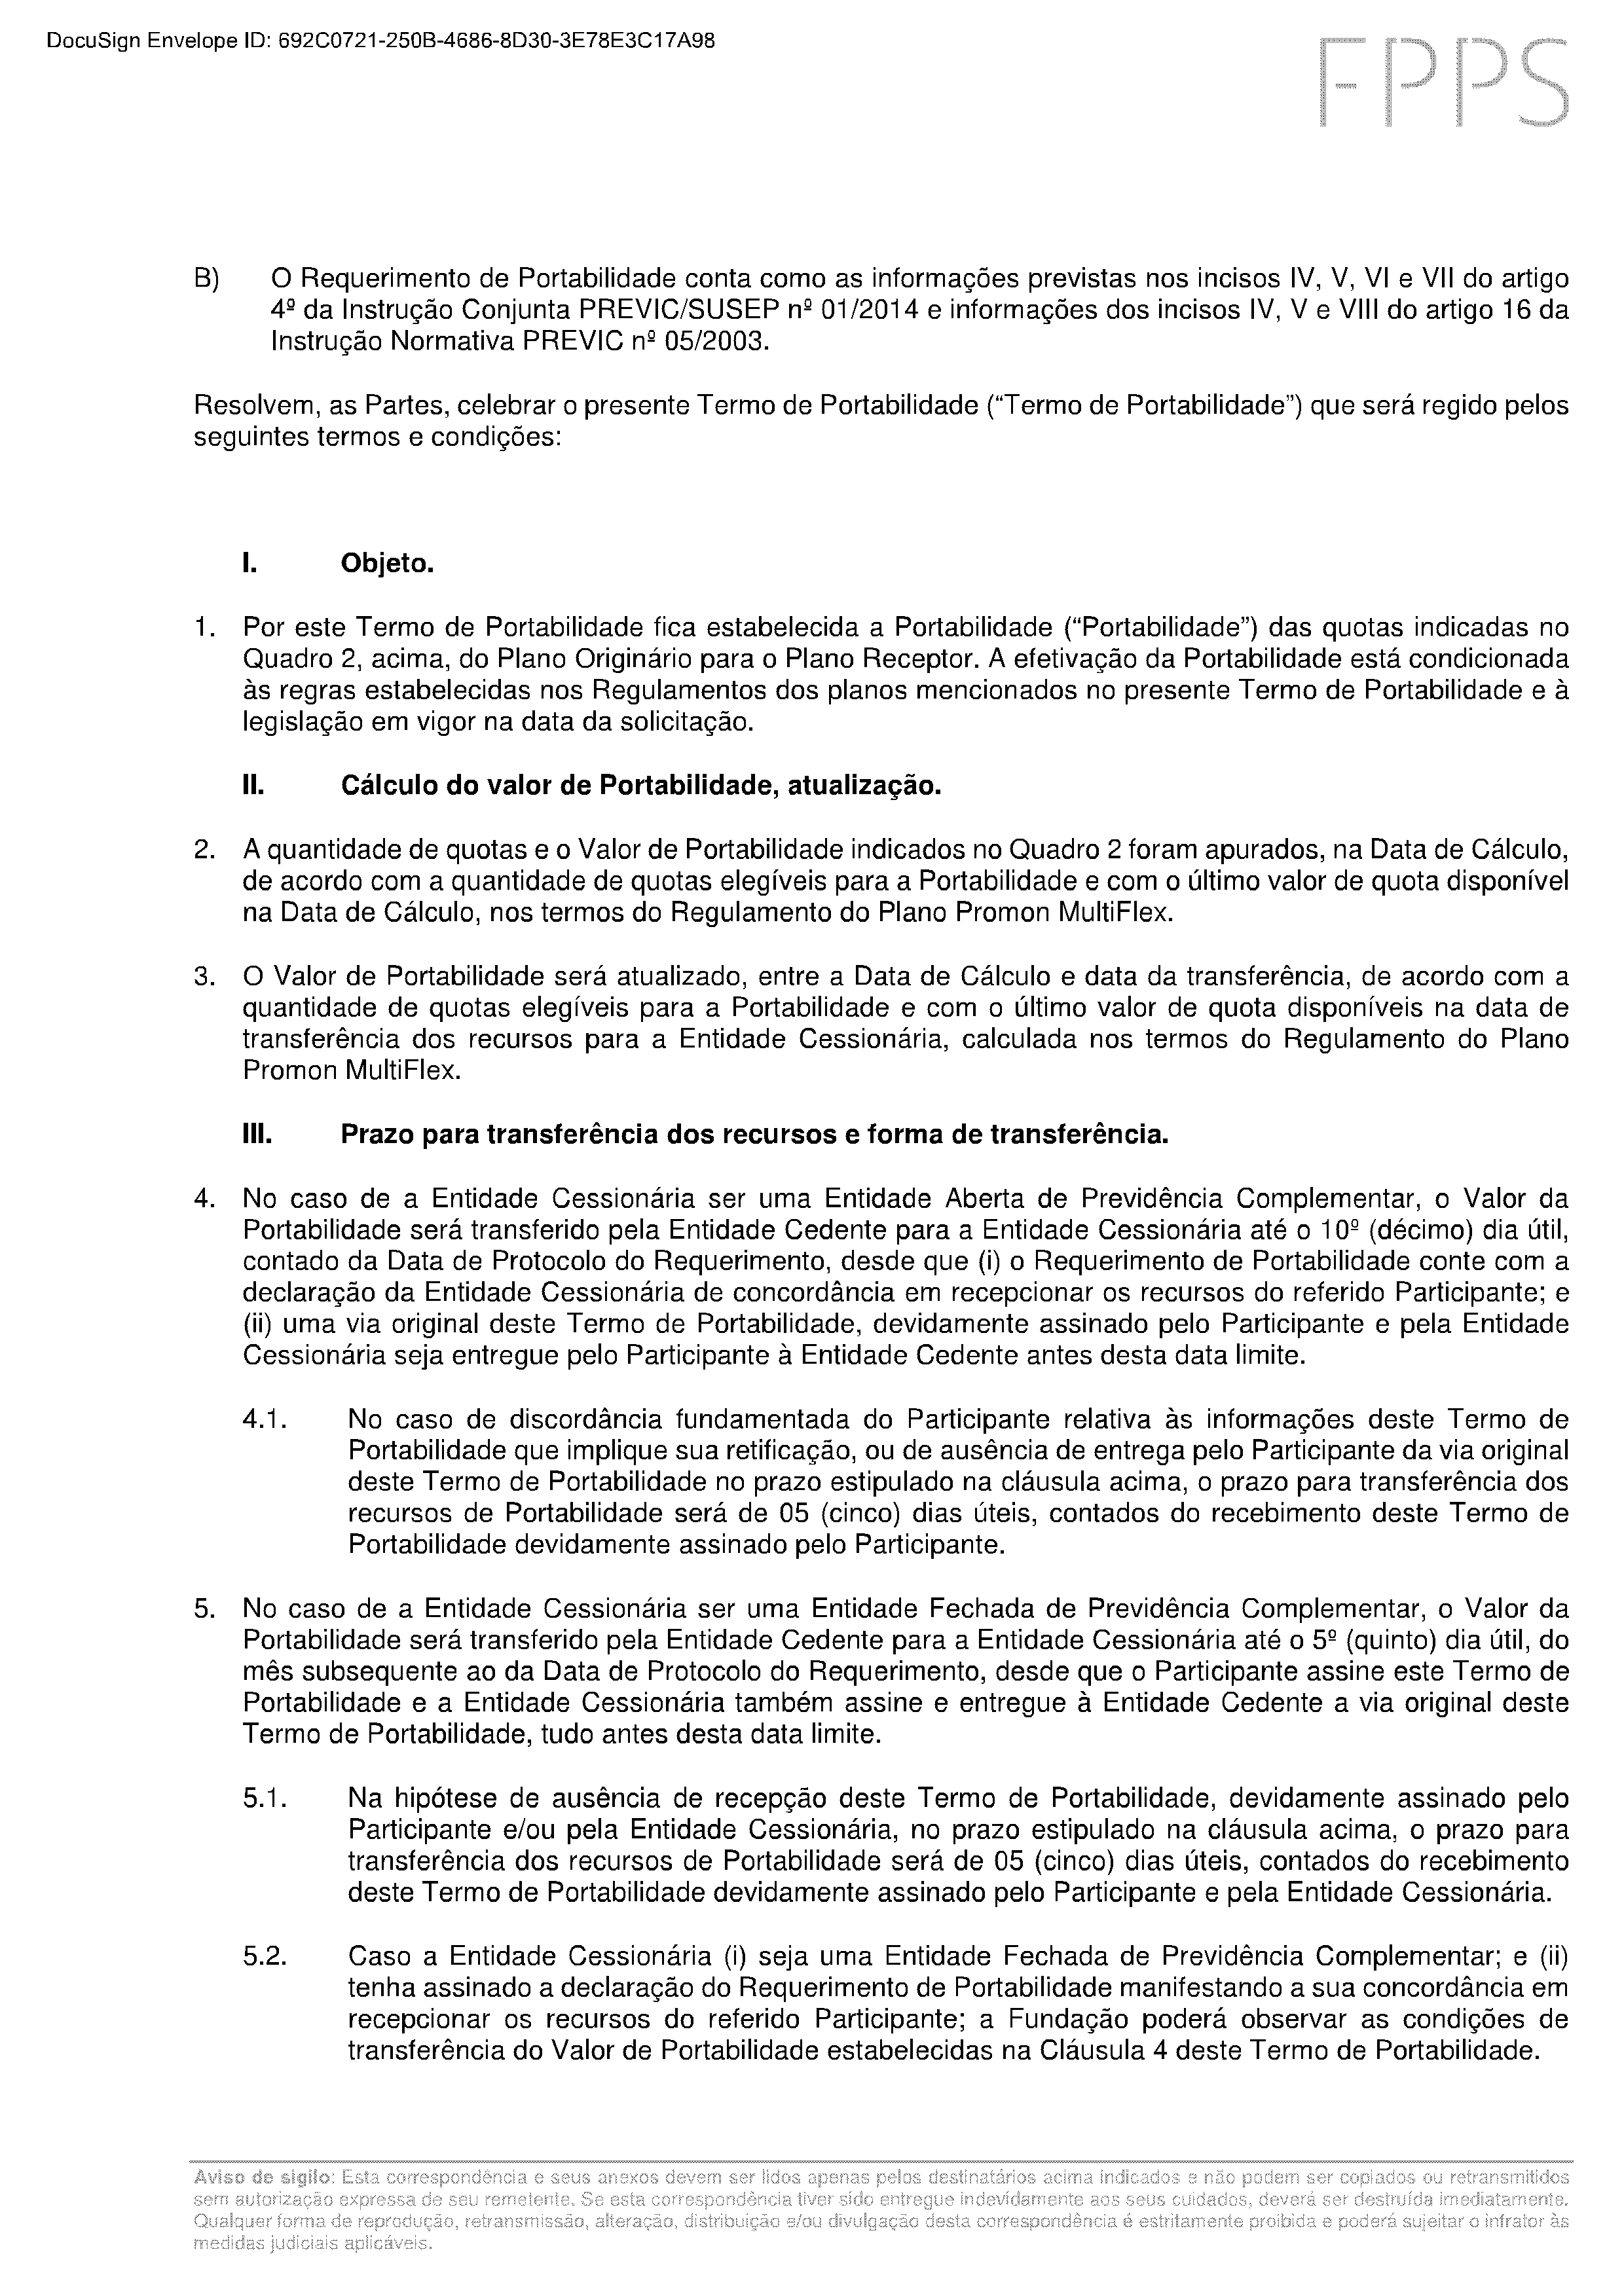 DocuSign Envelope ID: 692C0721-250B-4686-8D30-3E78E3C17A98
FPPS
B) O Requerimento de Portabilidade conta como as informações previstas nos incisos IV, V, VI e VII do artigo
4º da Instrução Conjunta PREVIC/SUSEP nº 01/2014 e informações dos incisos IV, V e VIII do artigo 16 da
Instrução Normativa PREVIC nº 05/2003.
Resolvem, as Partes, celebrar o presente Termo de Portabilidade (“Termo de Portabilidade”) que será regido pelos
seguintes termos e condições:
I. Objeto.
1. Por este Termo de Portabilidade fica estabelecida a Portabilidade (“Portabilidade”) das quotas indicadas no
Quadro 2, acima, do Plano Originário para o Plano Receptor. A efetivação da Portabilidade está condicionada
às regras estabelecidas nos Regulamentos dos planos mencionados no presente Termo de Portabilidade e à
legislação em vigor na data da solicitação.
II. Cálculo do valor de Portabilidade, atualização.
2. A quantidade de quotas e o Valor de Portabilidade indicados no Quadro 2 foram apurados, na Data de Cálculo,
de acordo com a quantidade de quotas elegíveis para a Portabilidade e com o último valor de quota disponível
na Data de Cálculo, nos termos do Regulamento do Plano Promon MultiFlex.
3. O Valor de Portabilidade será atualizado, entre a Data de Cálculo e data da transferência, de acordo com a
quantidade de quotas elegíveis para a Portabilidade e com o último valor de quota disponíveis na data de
transferência dos recursos para a Entidade Cessionária, calculada nos termos do Regulamento do Plano
Promon MultiFlex.
III. Prazo para transferência dos recursos e forma de transferência.
4. No caso de a Entidade Cessionária ser uma Entidade Aberta de Previdência Complementar, o Valor da
Portabilidade será transferido pela Entidade Cedente para a Entidade Cessionária até o 10º (décimo) dia útil,
contado da Data de Protocolo do Requerimento, desde que (i) o Requerimento de Portabilidade conte com a
declaração da Entidade Cessionária de concordância em recepcionar os recursos do referido Participante; e
(ii) uma via original deste Termo de Portabilidade, devidamente assinado pelo Participante e pela Entidade
Cessionária seja entregue pelo Participante à Entidade Cedente antes desta data limite.
4.1. No caso de discordância fundamentada do Participante relativa às informações deste Termo de
Portabilidade que implique sua retificação, ou de ausência de entrega pelo Participante da via original
deste Termo de Portabilidade no prazo estipulado na cláusula acima, o prazo para transferência dos
recursos de Portabilidade será de 05 (cinco) dias úteis, contados do recebimento deste Termo de
Portabilidade devidamente assinado pelo Participante.
5. No caso de a Entidade Cessionária ser uma Entidade Fechada de Previdência Complementar, o Valor da
Portabilidade será transferido pela Entidade Cedente para a Entidade Cessionária até o 5º (quinto) dia útil, do
mês subsequente ao da Data de Protocolo do Requerimento, desde que o Participante assine este Termo de
Portabilidade e a Entidade Cessionária também assine e entregue à Entidade Cedente a via original deste
Termo de Portabilidade, tudo antes desta data limite.
5.1. Na hipótese de ausência de recepção deste Termo de Portabilidade, devidamente assinado pelo
Participante e/ou pela Entidade Cessionária, no prazo estipulado na cláusula acima, o prazo para
transferência dos recursos de Portabilidade será de 05 (cinco) dias úteis, contados do recebimento
deste Termo de Portabilidade devidamente assinado pelo Participante e pela Entidade Cessionária.
5.2. Caso a Entidade Cessionária (i) seja uma Entidade Fechada de Previdência Complementar; e (ii)
tenha assinado a declaração do Requerimento de Portabilidade manifestando a sua concordância em
recepcionar os recursos do referido Participante; a Fundação poderá observar as condições de
transferência do Valor de Portabilidade estabelecidas na Cláusula 4 deste Termo de Portabilidade.
Aviso de sigilo: Esta correspondência e seus anexos devem ser lidos apenas pelos destinatários acima indicados e não podem ser copiados ou retransmitidos
sem autorização expressa de seu remetente. Se esta correspondência tiver sido entregue indevidamente aos seus cuidados, deverá ser destruída imediatamente.
Qualquer forma de reprodução, retransmissão, alteração, distribuição e/ou divulgação desta correspondência é estritamente proibida e poderá sujeitar o infrator às
medidas judiciais aplicáveis.